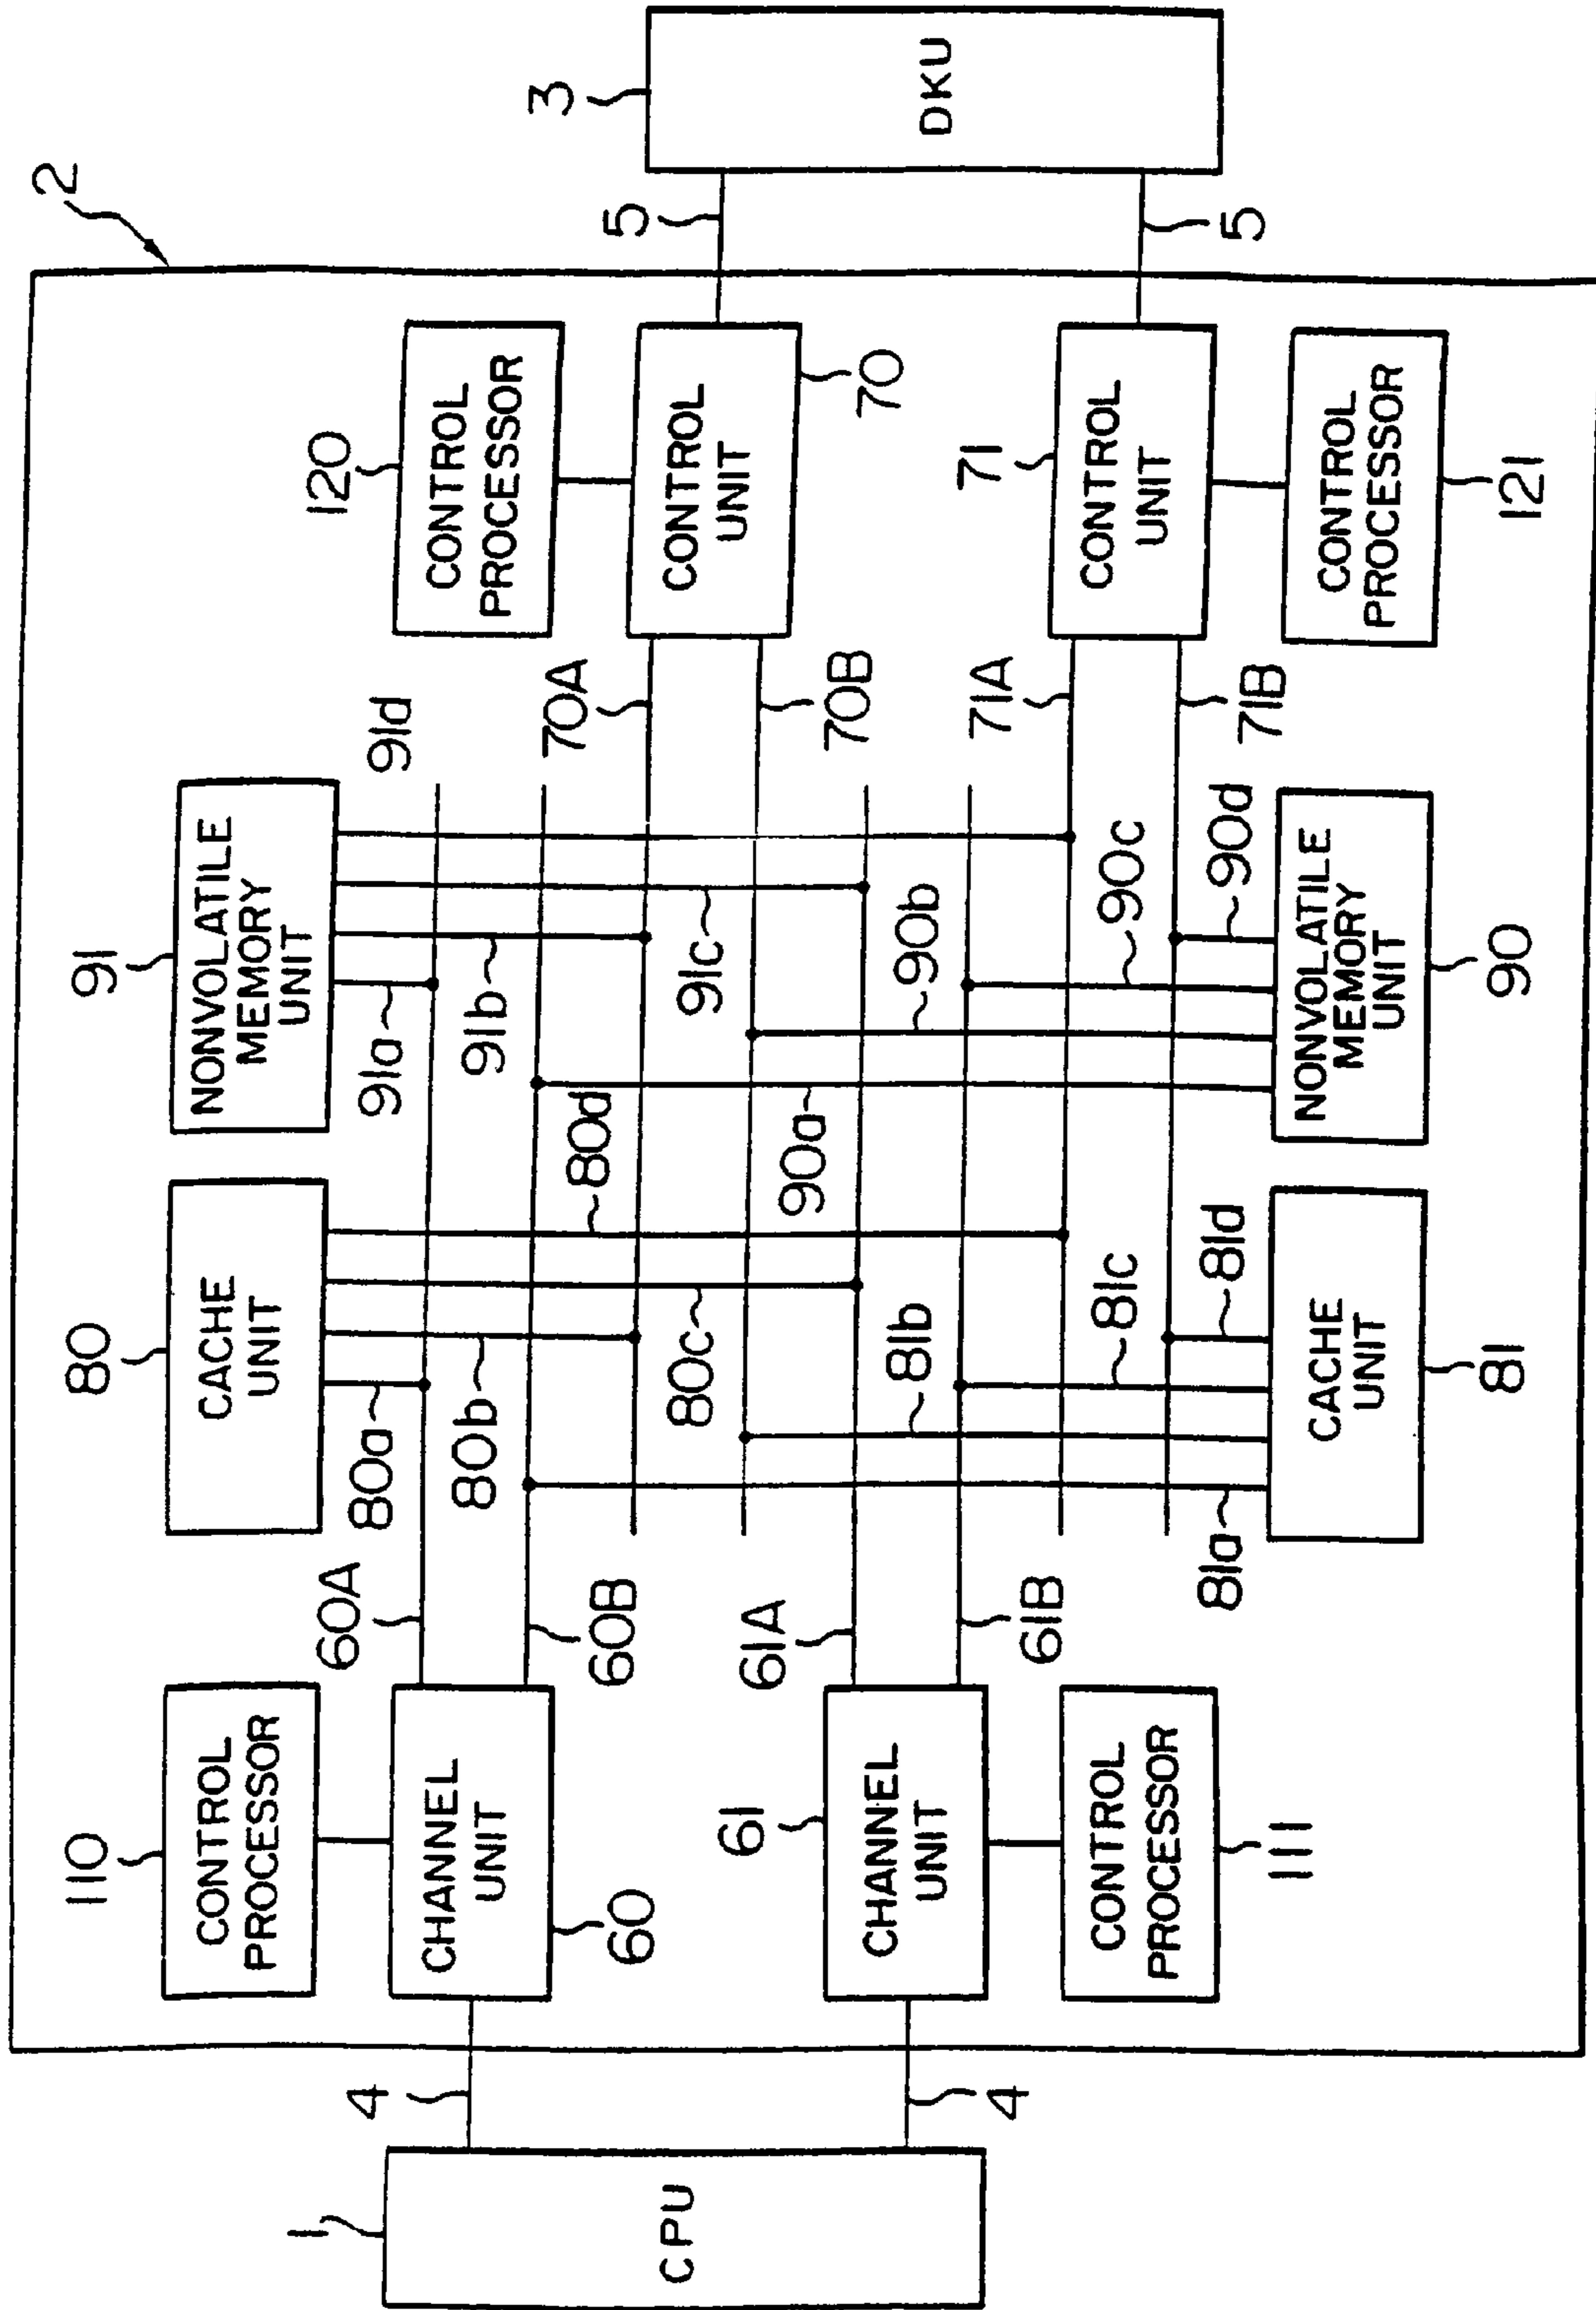 2
3
DKU
5
5
110
CONTROL
PROCESSOR
80
CACHE
UNIT
91
NONVOLATILE
MEMORY
UNIT
120
CONTROL
PROCESSOR
60A
80a
91a
91d
80b
91b
70A
CHANNEL
UNIT
60
60B
80d
CONTROL
UNIT
70
4
80c
91c
61A
90a
70B
81b
90b
61
CHANNEL
UNIT
61B
71A
71
CONTROL
UNIT
81c
90c
4
81a
81d
90d
71B
CONTROL
PROCESSOR
111
CACHE
UNIT
81
NONVOLATILE
MEMORY
UNIT
90
CONTROL
PROCESSOR
121
1
CPU